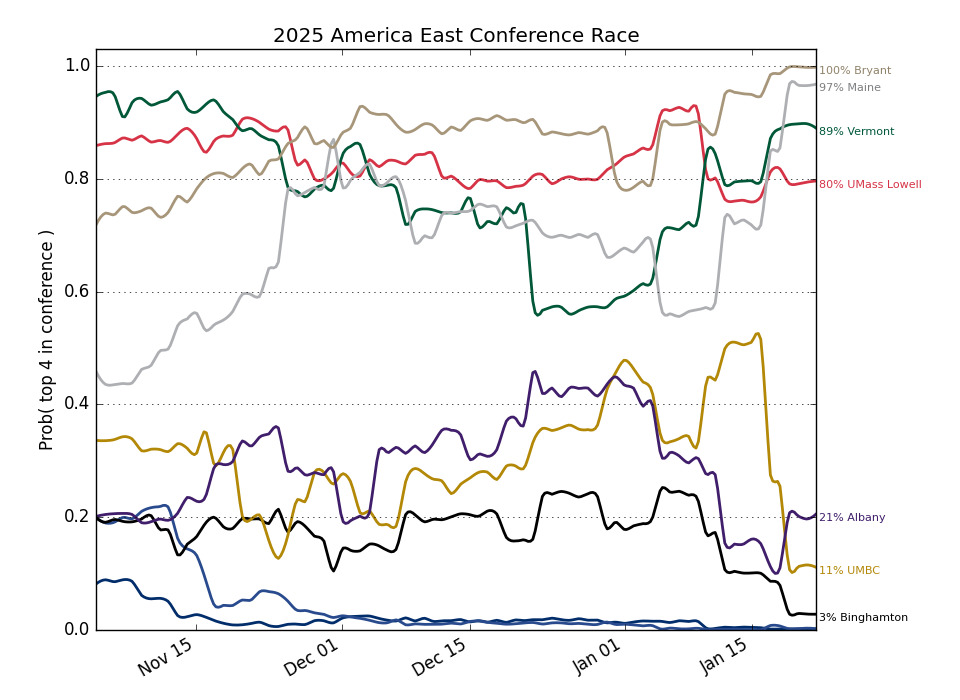 2025 America East Conference Race
Prob( top 4 in conference )
1.0
0.8
0.6
0.4
0.2
0.0
Nov 15
Dec 01
Dec 15
Jan 01
Jan 15
100% Bryant
97% Maine
89% Vermont
80% UMass Lowell
21% Albany
11% UMBC
3% Binghamton